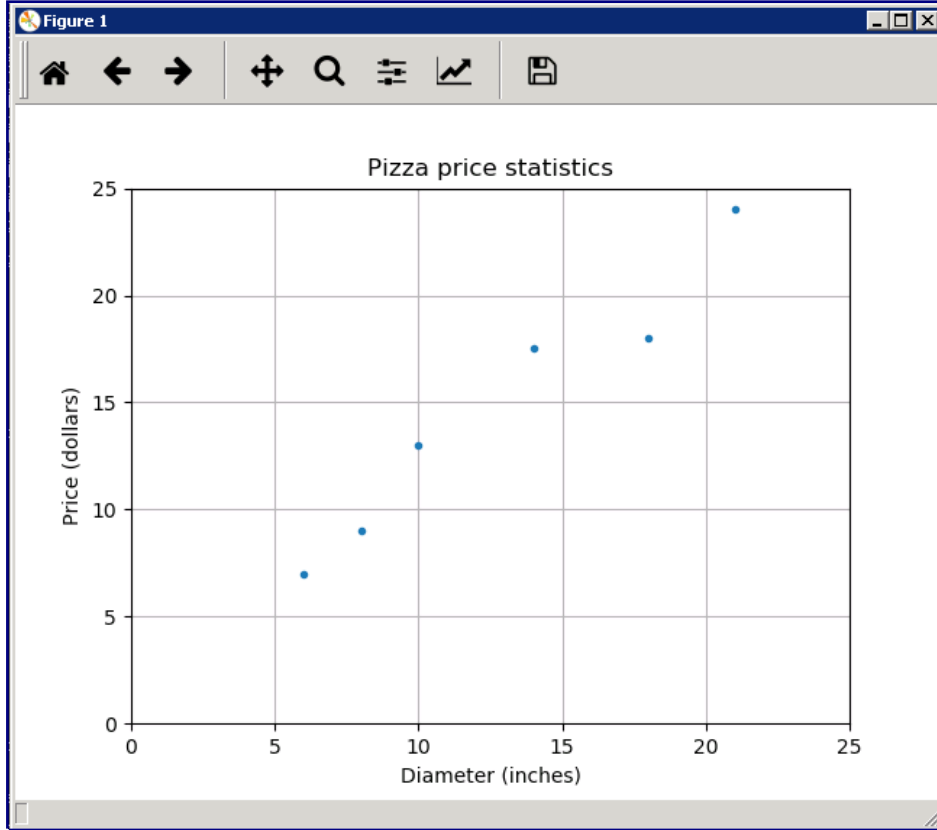 Figure 1
Pizza price statistics
25
20
15
10
5
0
Price (dollars)
0 5 10 15 20 25
Diameter (inches)